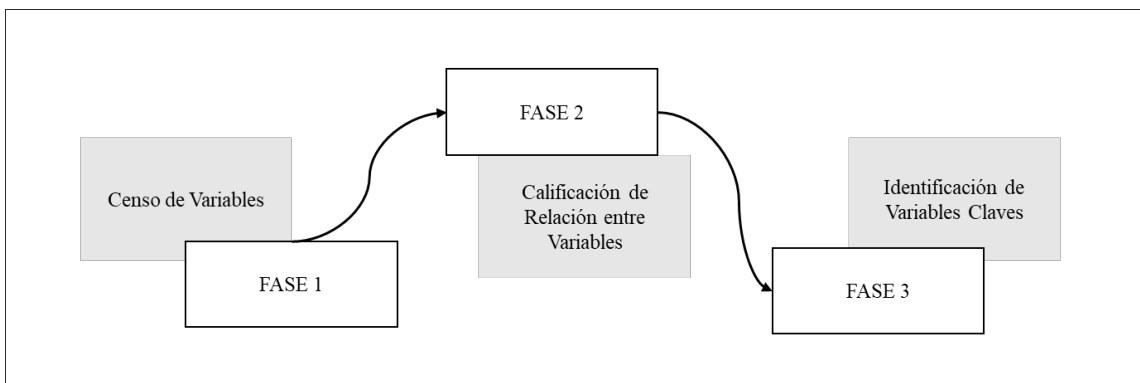 Censo de Variables
FASE 1
FASE 2
Calificación de
Relación entre
Variables
Identificación de
Variables Claves
FASE 3